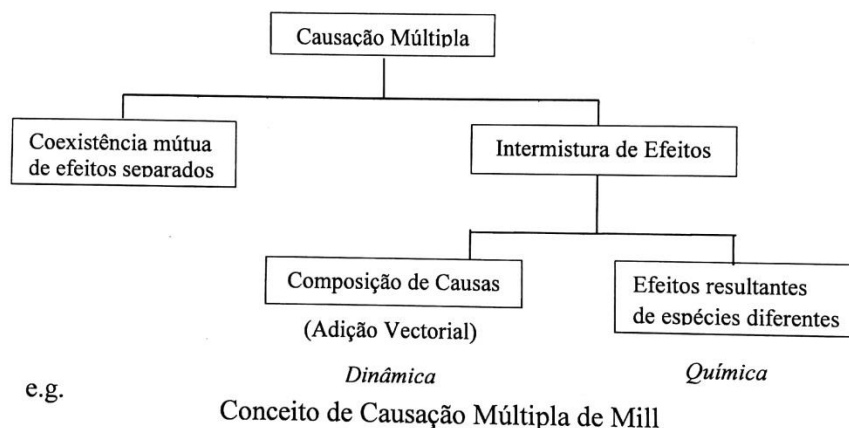 Causação Múltipla
Coexistência mútua
de efeitos separados
Intermistura de Efeitos
Composição de Causas
(Adição Vectorial)
Efeitos resultantes
de espécies diferentes
Dinâmica
Química
e.g.
Conceito de Causação Múltipla de Mill